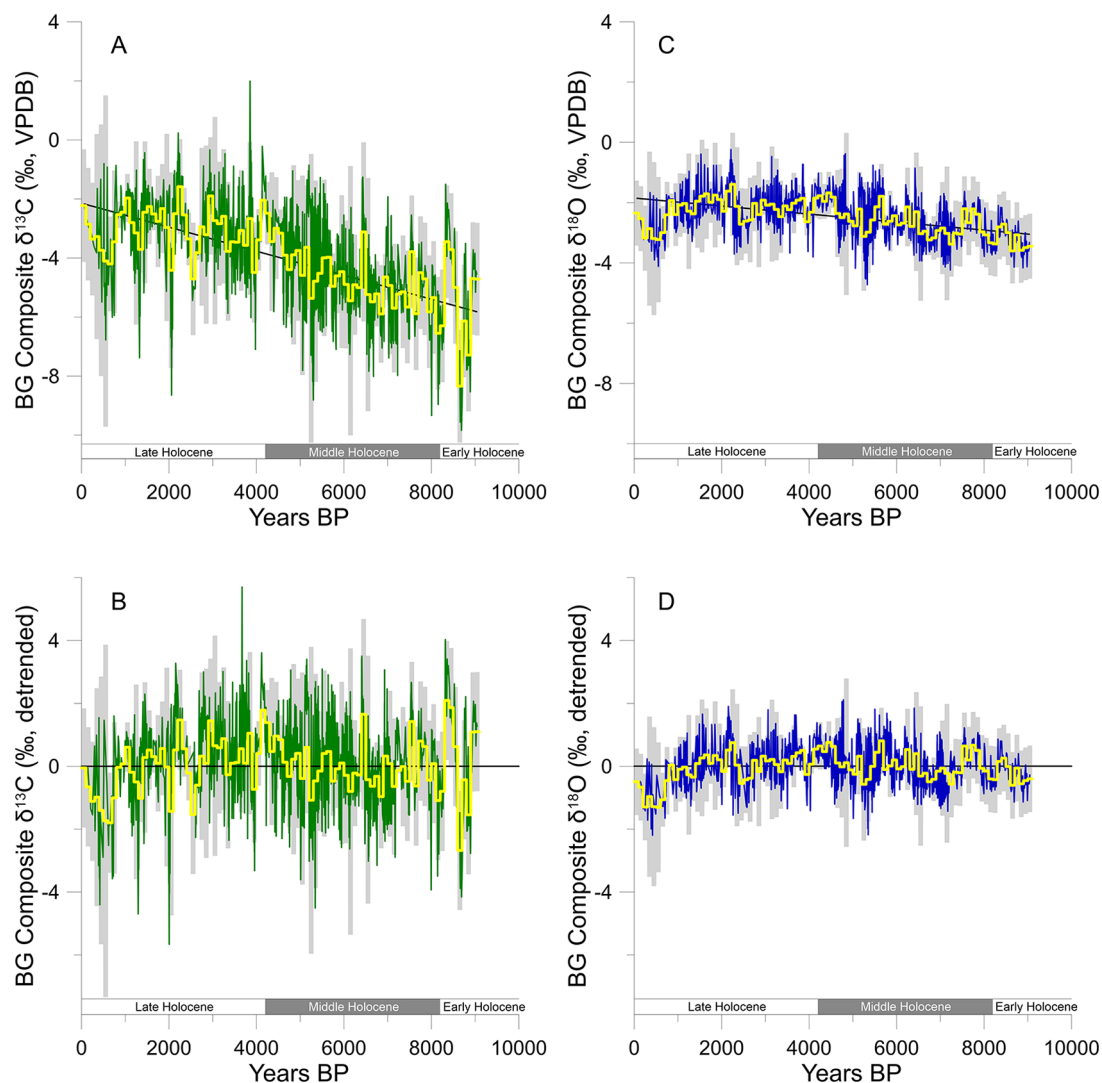 A
BG Composite δ¹³C (‰, VPDB)
4
0
-4
-8
Late Holocene Middle Holocene Early Holocene
0 2000 4000 6000 8000 10000
Years BP
C
BG Composite δ¹⁸O (‰, VPDB)
4
0
-4
-8
Late Holocene Middle Holocene Early Holocene
0 2000 4000 6000 8000 10000
Years BP
B
BG Composite δ¹³C (‰, detrended)
4
0
-4
Late Holocene Middle Holocene Early Holocene
0 2000 4000 6000 8000 10000
Years BP
D
BG Composite δ¹⁸O (‰, detrended)
4
0
-4
Late Holocene Middle Holocene Early Holocene
0 2000 4000 6000 8000 10000
Years BP